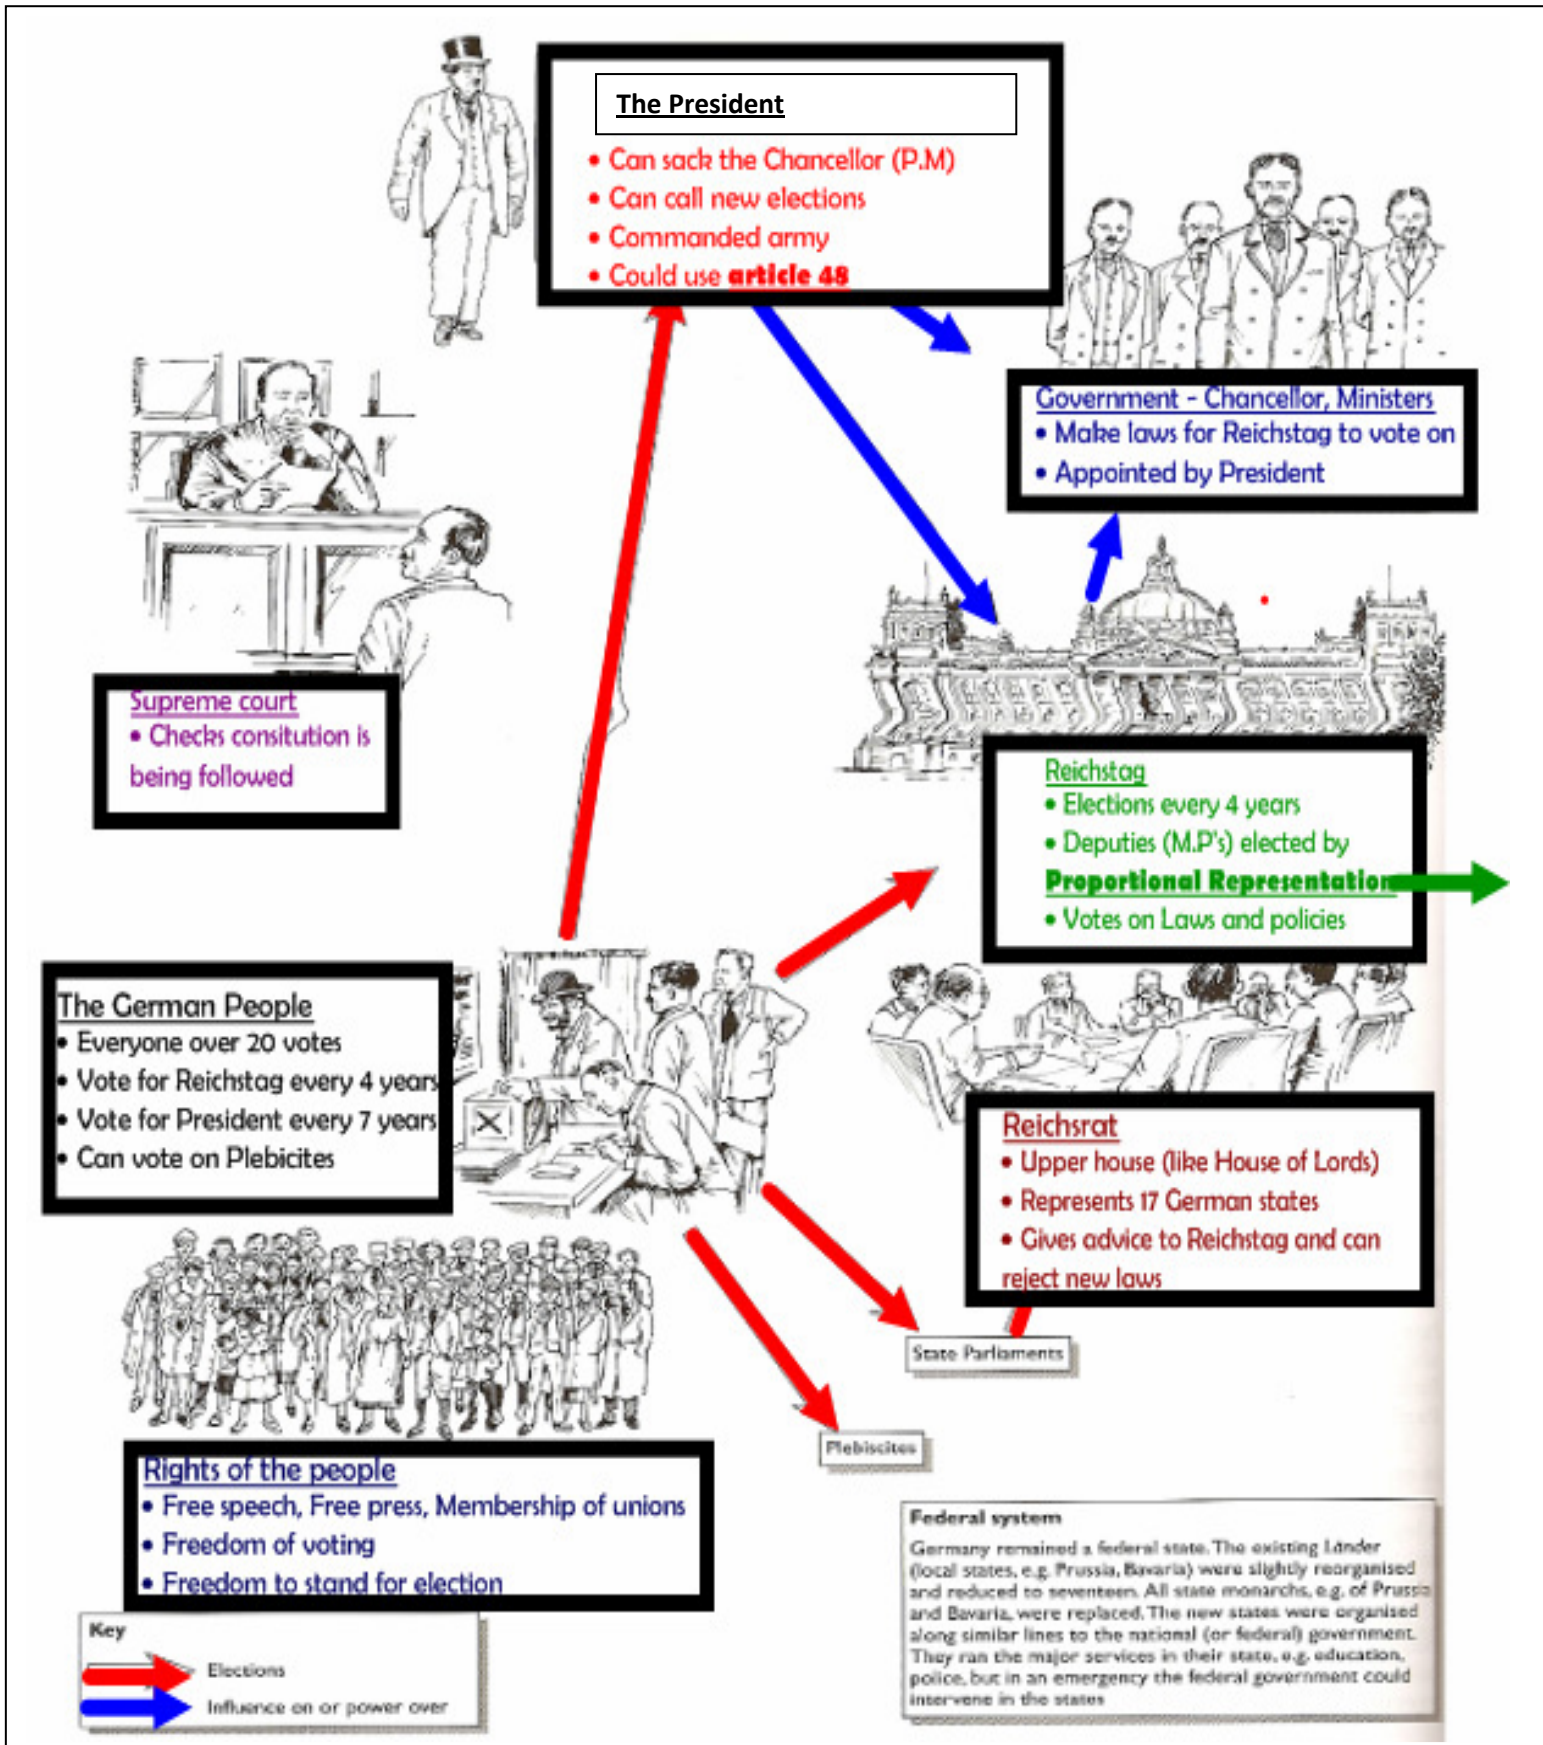 The President
• Can sack the Chancellor (P.M)
• Can call new elections
• Commanded army
• Could use article 48
Government - Chancellor, Ministers
• Make laws for Reichstag to vote on
• Appointed by President
Supreme court
• Checks consitution is
being followed
Reichstag
• Elections every 4 years
• Deputies (M.P's) elected by
Proportional Representation
• Votes on Laws and policies
The German People
• Everyone over 20 votes
• Vote for Reichstag every 4 years
• Vote for President every 7 years
• Can vote on Plebicites
Reichsrat
• Upper house (like House of Lords)
• Represents 17 German states
• Gives advice to Reichstag and can
reject new laws
State Parliaments
Plebiscites
Rights of the people
• Free speech, Free press, Membership of unions
• Freedom of voting
• Freedom to stand for election
Federal system
Germany remained a federal state. The existing Länder
(local states, e.g. Prussia, Bavaria) were slightly reorganised
and reduced to seventeen. All state monarchs, e.g. of Prussia
and Bavaria, were replaced. The new states were organised
along similar lines to the national (or federal) government.
They ran the major services in their state, e.g. education,
police, but in an emergency the federal government could
intervene in the states
Key
Elections
Influence on or power over